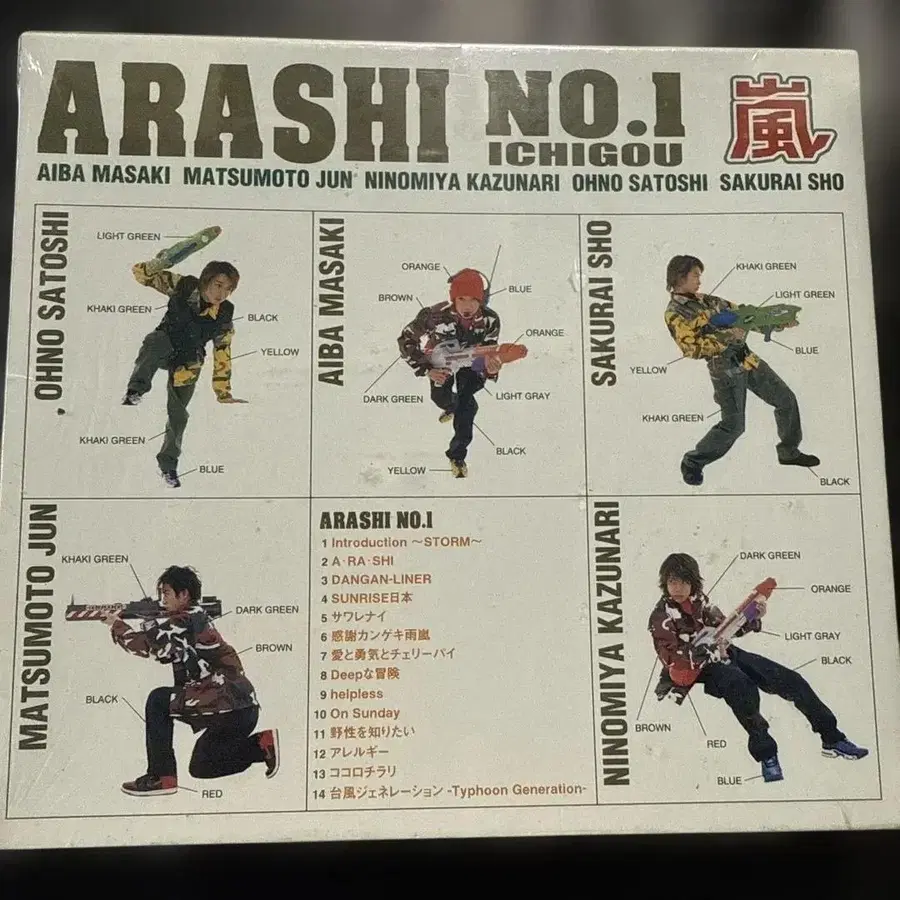 ARASHI NO.1
ICHIGOU
嵐
AIBA MASAKI MATSUMOTO JUN NINOMIYA KAZUNARI OHNO SATOSHI SAKURAI SHO
OHNO SATOSHI
LIGHT GREEN
KHAKI GREEN
BLACK
YELLOW
KHAKI GREEN
BLUE
AIBA MASAKI
ORANGE
BLUE
BROWN
ORANGE
DARK GREEN
LIGHT GRAY
BLACK
YELLOW
SAKURAI SHO
KHAKI GREEN
LIGHT GREEN
BLUE
YELLOW
KHAKI GREEN
BLACK
MATSUMOTO JUN
KHAKI GREEN
DARK GREEN
BROWN
BLACK
RED
ARASHI NO.1
1 Introduction ～STORM～
2 A・RA・SHI
3 DANGAN-LINER
4 SUNRISE日本
5 サワレナイ
6 感謝カンゲキ雨嵐
7 愛と勇気とチェリーパイ
8 Deepな冒険
9 helpless
10 On Sunday
11 野性を知りたい
12 アレルギー
13 ココロチラリ
14 台風ジェネレーション -Typhoon Generation-
NINOMIYA KAZUNARI
DARK GREEN
ORANGE
LIGHT GRAY
BLACK
BROWN
RED
BLUE